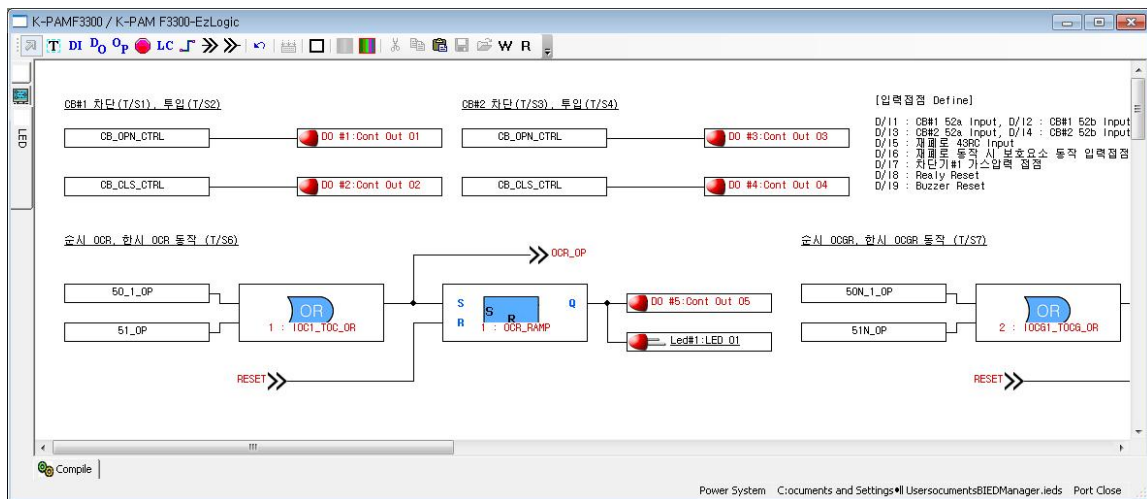 K-PAMF3300 / K-PAM F3300-EzLogic
T DI DO OP LC W R
LED
CB#1 차단(T/S1), 투입(T/S2)
CB_OPN_CTRL
DO #1:Cont Out 01
CB_CLS_CTRL
DO #2:Cont Out 02
CB#2 차단(T/S3), 투입(T/S4)
CB_OPN_CTRL
DO #3:Cont Out 03
CB_CLS_CTRL
DO #4:Cont Out 04
[입력접점 Define]
D/I1 : CB#1 52a Input, D/I2 : CB#1 52b Input
D/I3 : CB#2 52a Input, D/I4 : CB#2 52b Input
D/I5 : 재폐로 43RC Input
D/I6 : 재폐로 동작 시 보호요소 동작 입력접점
D/I7 : 차단기#1 가스압력 접점
D/I8 : Realy Reset
D/I9 : Buzzer Reset
순시 OCR, 한시 OCR 동작 (T/S6)
50_1_OP
51_OP
OR
1 : IOC1_TOC_OR
OCR_OP
S
R
Q
S
R
1 : OCR_RAMP
DO #5:Cont Out 05
Led#1:LED 01
RESET
순시 OCGR, 한시 OCGR 동작 (T/S7)
50N_1_OP
51N_OP
OR
2 : IOCG1_TOCG_OR
RESET
Compile
Power System C:ocuments and Settings•ll UsersocumentsBIEDManager.ieds Port Close